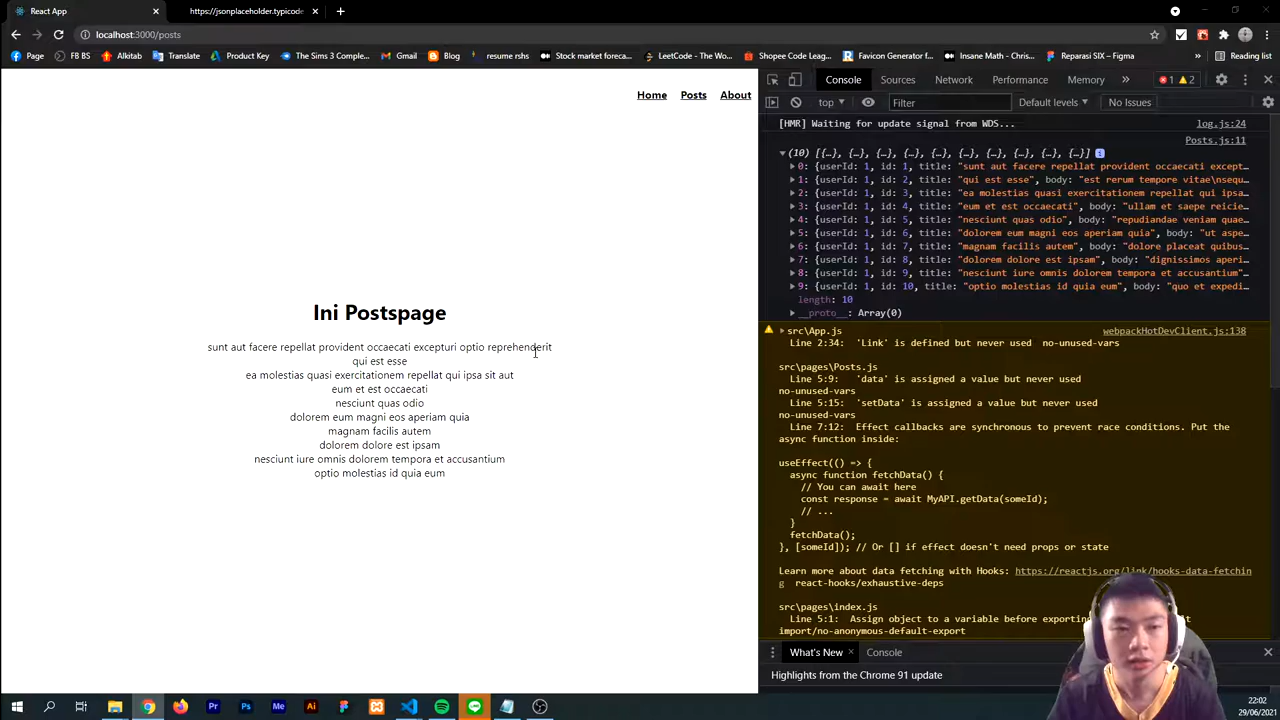 React App
https://jsonplaceholder.typicod
localhost:3000/posts
Page
Alkitab
Translate
Product Key
The Sims 3 Comple...
Gmail
Blog
resume rshs
Stock market foreca...
LeetCode - The Wo...
Shopee Lacag...
Favicon Generator f...
Insane Math - Chris...
Reparasi SIX – Figma
Reading list
Home
Posts
About
Ini Postspage
sunt aut facere repellat provident occaecati excepturi optio reprehenderit
qui est esse
ea molestias quasi exercitationem repellat qui ipsa sit aut
eum et est occaecati
nesciunt quas odio
dolorem eum magni eos aperiam quia
magnam facilis autem
dolorem dolore est ipsam
nesciunt iure omnis dolorem tempora et accusantium
optio molestias id quia eum
Console
Sources
Network
Performance
Memory
1
2
top
Filter
Default levels
No Issues
[HMR] Waiting for update signal from WDS...
log.js:24
Posts.js:11
(10) [{…}, {…}, {…}, {…}, {…}, {…}, {…}, {…}, {…}, {…}]
0: {userId: 1, id: 1, title: "sunt aut facere repellat provident occaecati except…
1: {userId: 1, id: 2, title: "qui est esse", body: "est rerum tempore vitae\nsequ…
2: {userId: 1, id: 3, title: "ea molestias quasi exercitationem repellat qui ipsa…
3: {userId: 1, id: 4, title: "eum et est occaecati", body: "ullam et saepe reicie…
4: {userId: 1, id: 5, title: "nesciunt quas odio", body: "repudiandae veniam quae…
5: {userId: 1, id: 6, title: "dolorem eum magni eos aperiam quia", body: "ut aspe…
6: {userId: 1, id: 7, title: "magnam facilis autem", body: "dolore placeat quibus…
7: {userId: 1, id: 8, title: "dolorem dolore est ipsam", body: "dignissimos aperi…
8: {userId: 1, id: 9, title: "nesciunt iure omnis dolorem tempora et accusantium"…
9: {userId: 1, id: 10, title: "optio molestias id quia eum", body: "quo et expedi…
length: 10
__proto__: Array(0)
src\App.js
webpackHotDevClient.js:138
Line 2:34: 'Link' is defined but never used no-unused-vars
src\pages\Posts.js
Line 5:9: 'data' is assigned a value but never used
no-unused-vars
Line 5:15: 'setData' is assigned a value but never used
no-unused-vars
Line 7:12: Effect callbacks are synchronous to prevent race conditions. Put the
async function inside:
useEffect(() => {
async function fetchData() {
// You can await here
const response = await MyAPI.getData(someId);
// ...
}
fetchData();
}, [someId]); // Or [] if effect doesn't need props or state
Learn more about data fetching with Hooks: https://reactjs.org/link/hooks-data-fetchin
g react-hooks/exhaustive-deps
src\pages\index.js
Line 5:1: Assign object to a variable before exporting
import/no-anonymous-default-export
What's New
Console
Highlights from the Chrome 91 update
22:02
29/06/2021